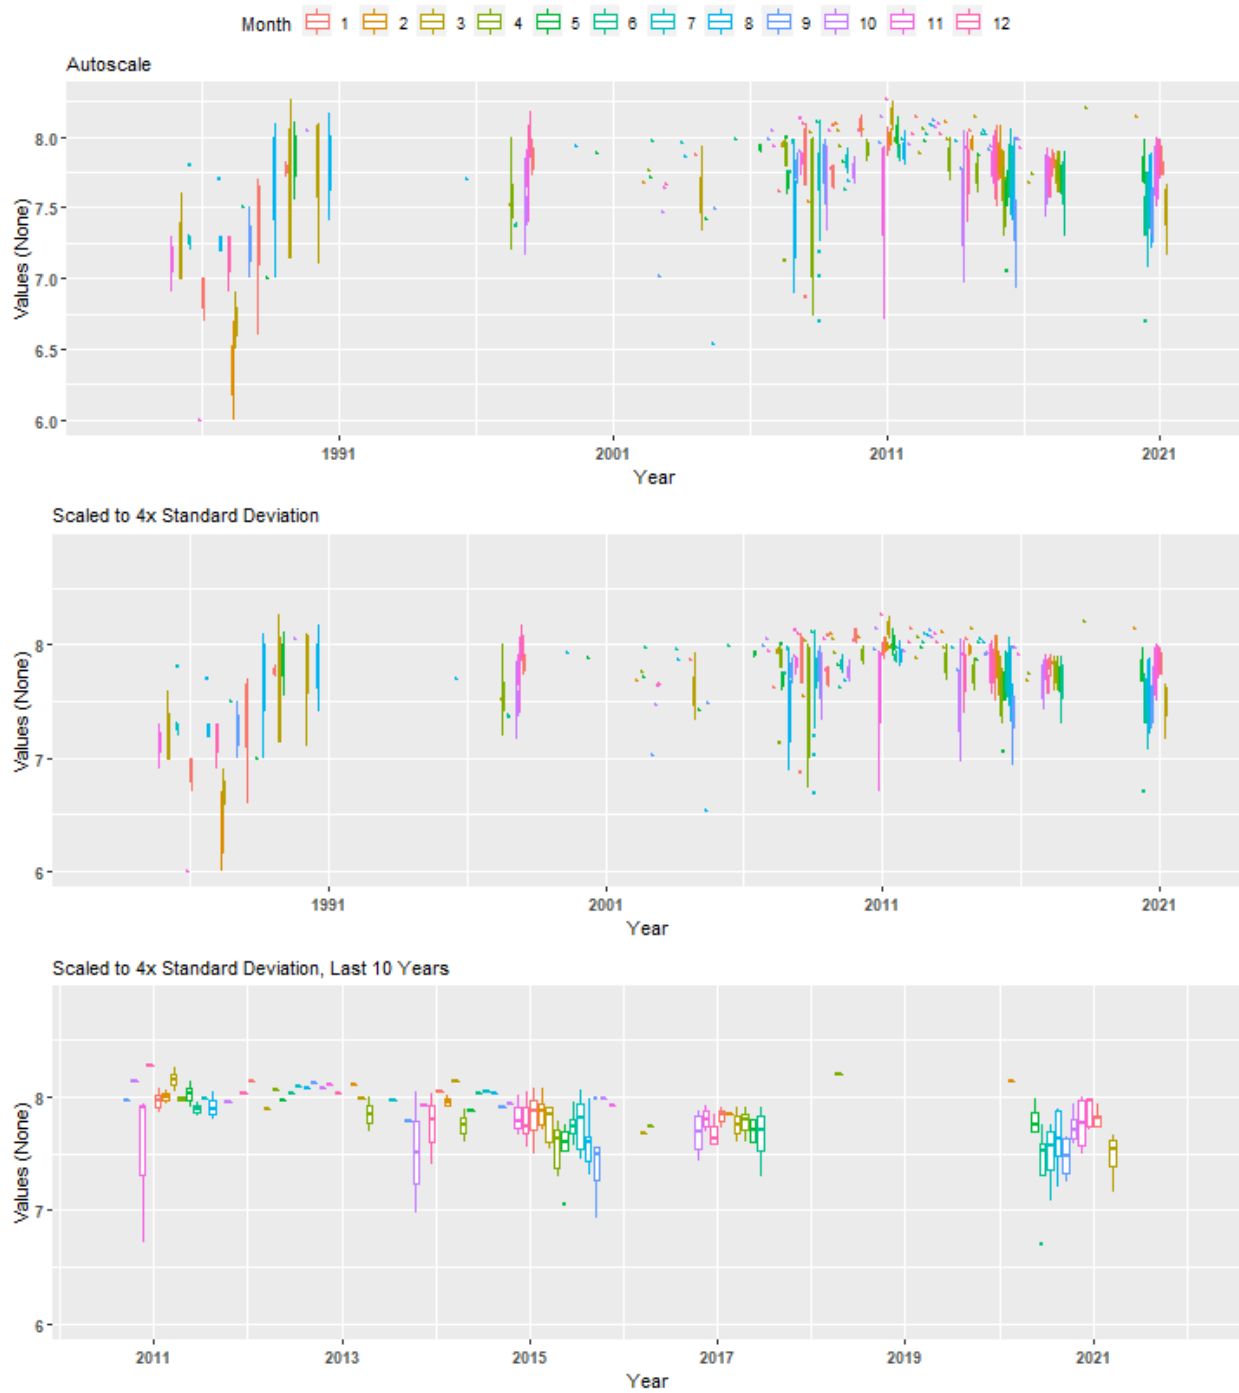 Month 1 2 3 4 5 6 7 8 9 10 11 12
Autoscale
Values (None)
8.0
7.5
7.0
6.5
6.0
1991 2001 2011 2021
Year
Scaled to 4x Standard Deviation
Values (None)
8
7
6
1991 2001 2011 2021
Year
Scaled to 4x Standard Deviation, Last 10 Years
Values (None)
8
7
6
2011 2013 2015 2017 2019 2021
Year